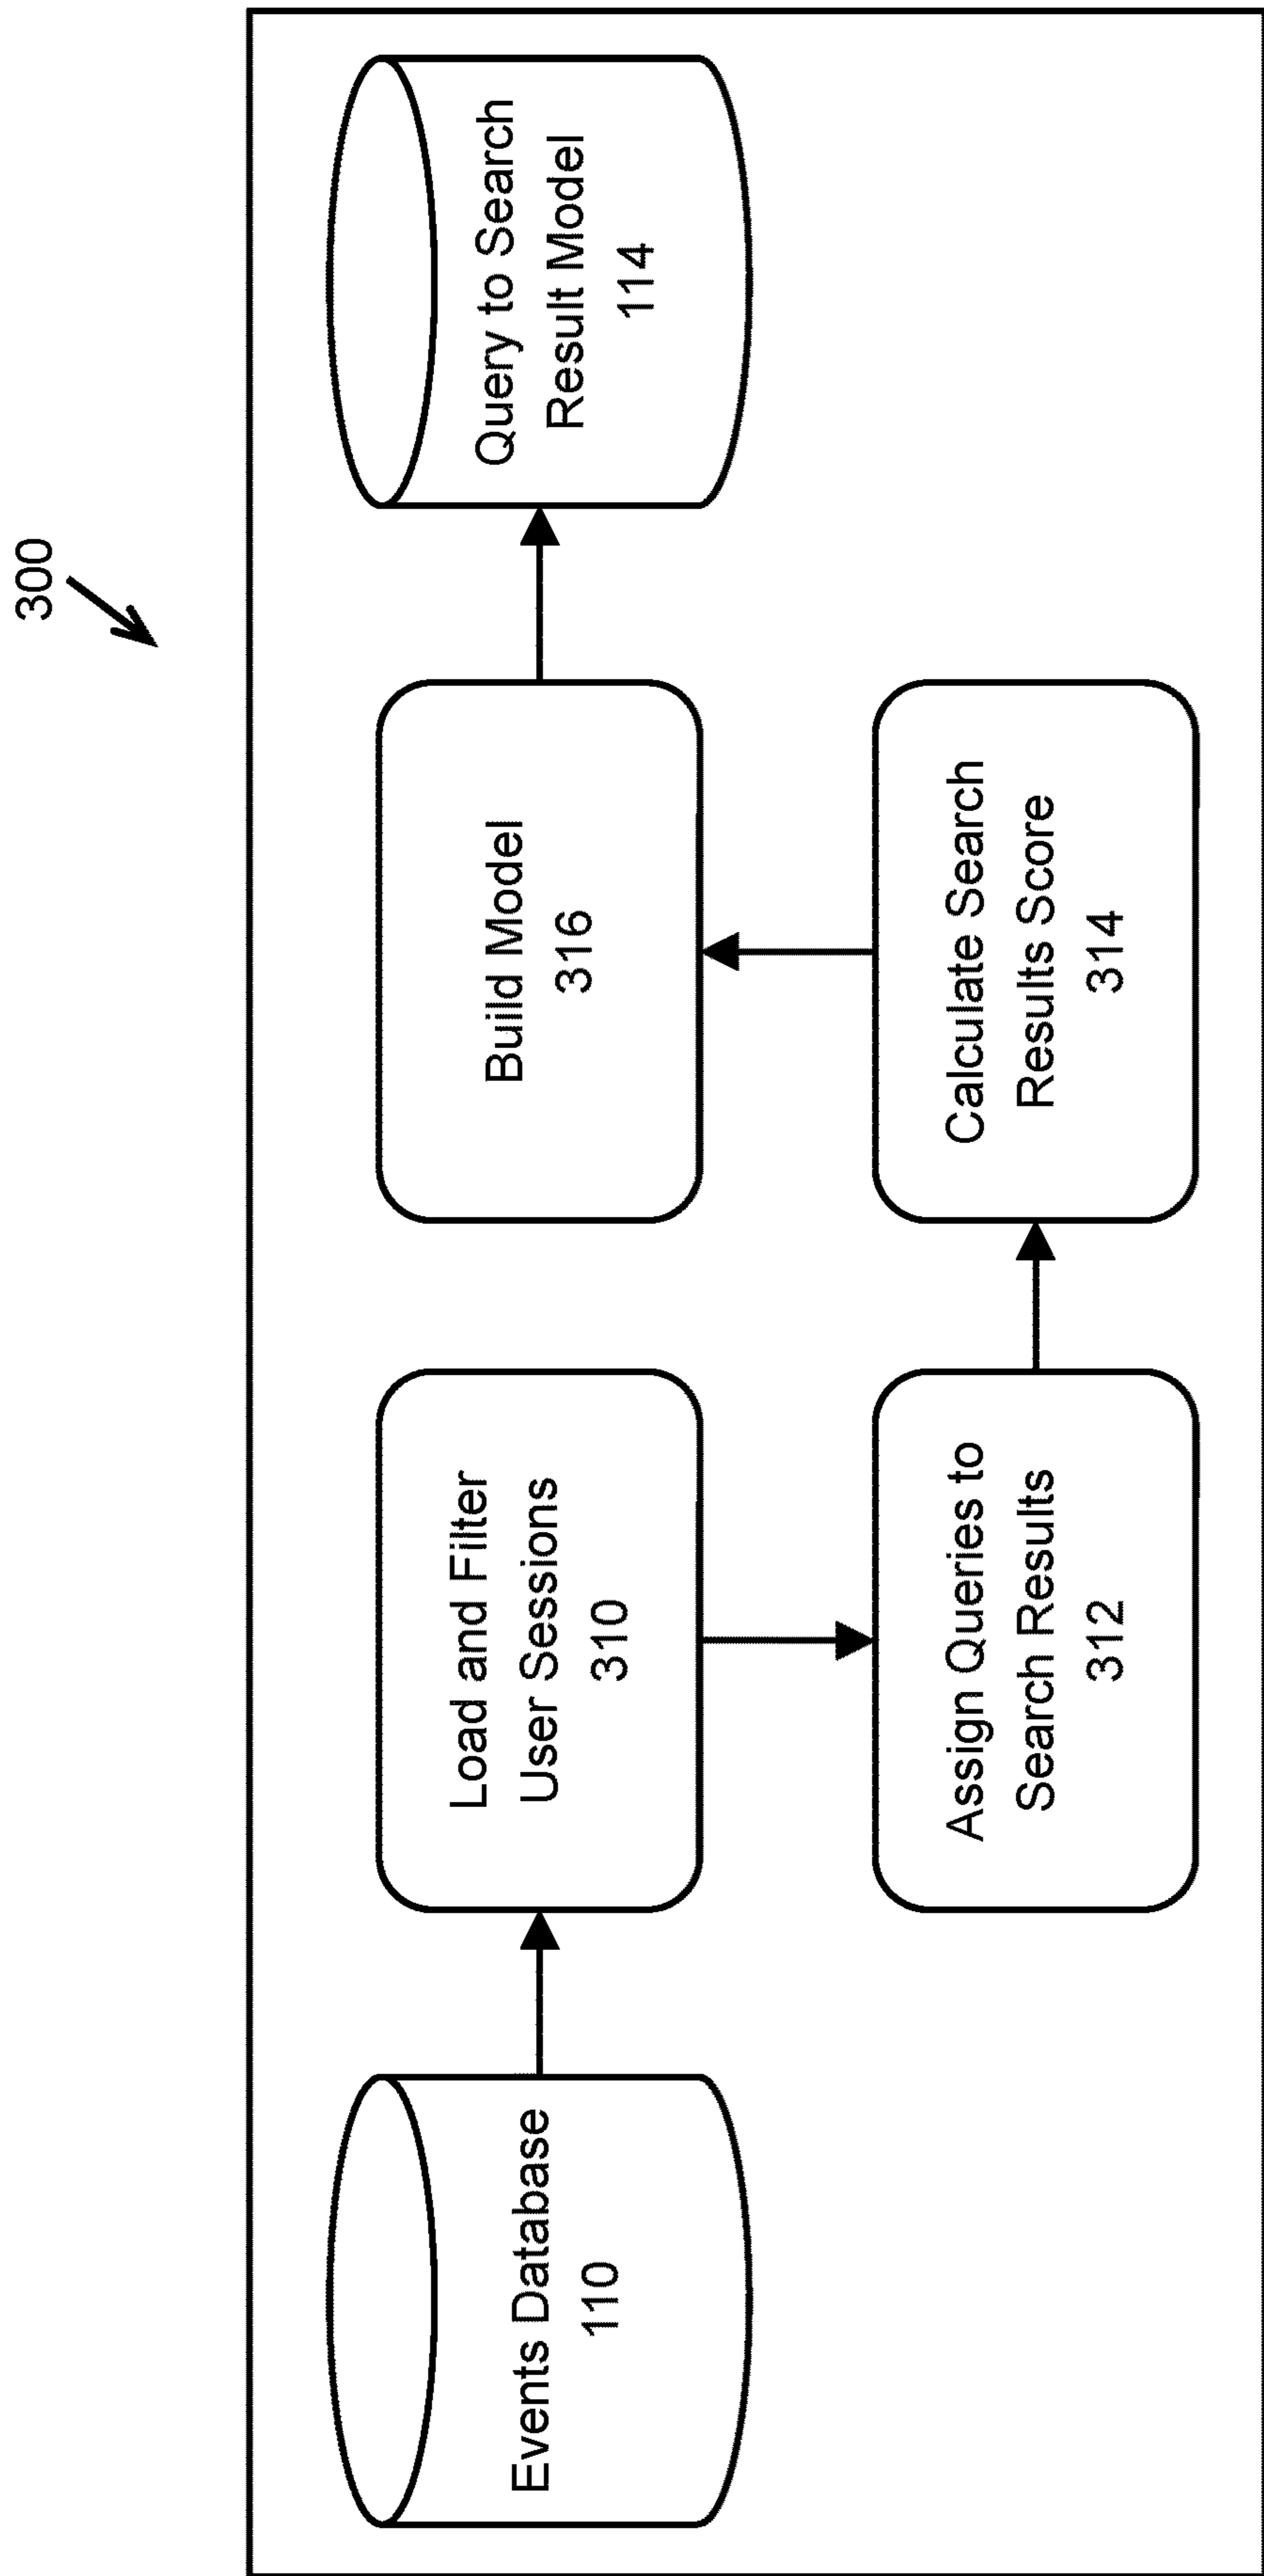 300
Events Database
110
Load and Filter
User Sessions
310
Assign Queries to
Search Results
312
Calculate Search
Results Score
314
Build Model
316
Query to Search
Result Model
114